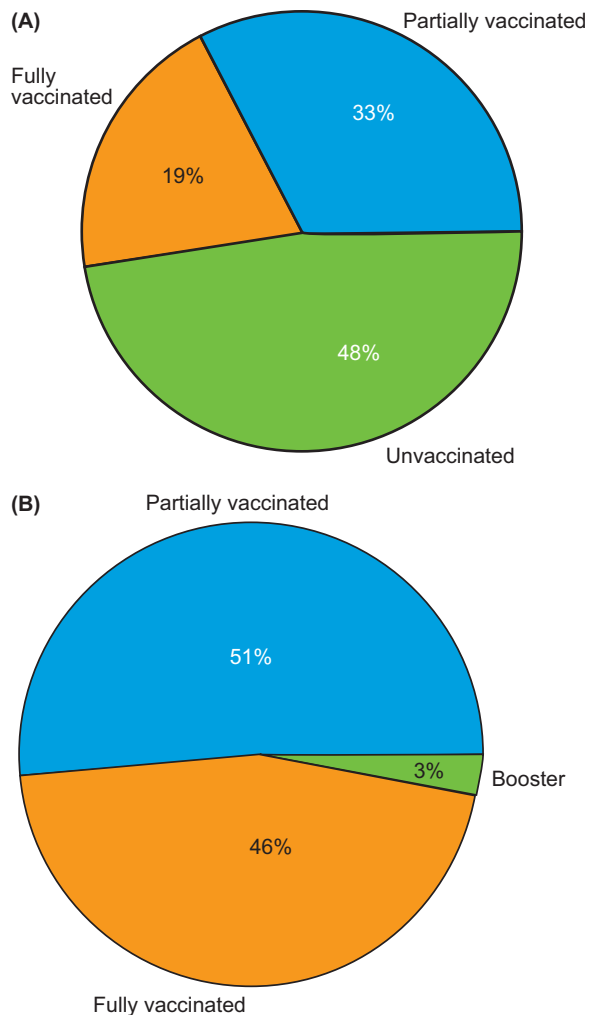 (A)
Partially vaccinated
Fully
vaccinated
33%
19%
48%
Unvaccinated
(B)
Partially vaccinated
51%
3%
Booster
46%
Fully vaccinated